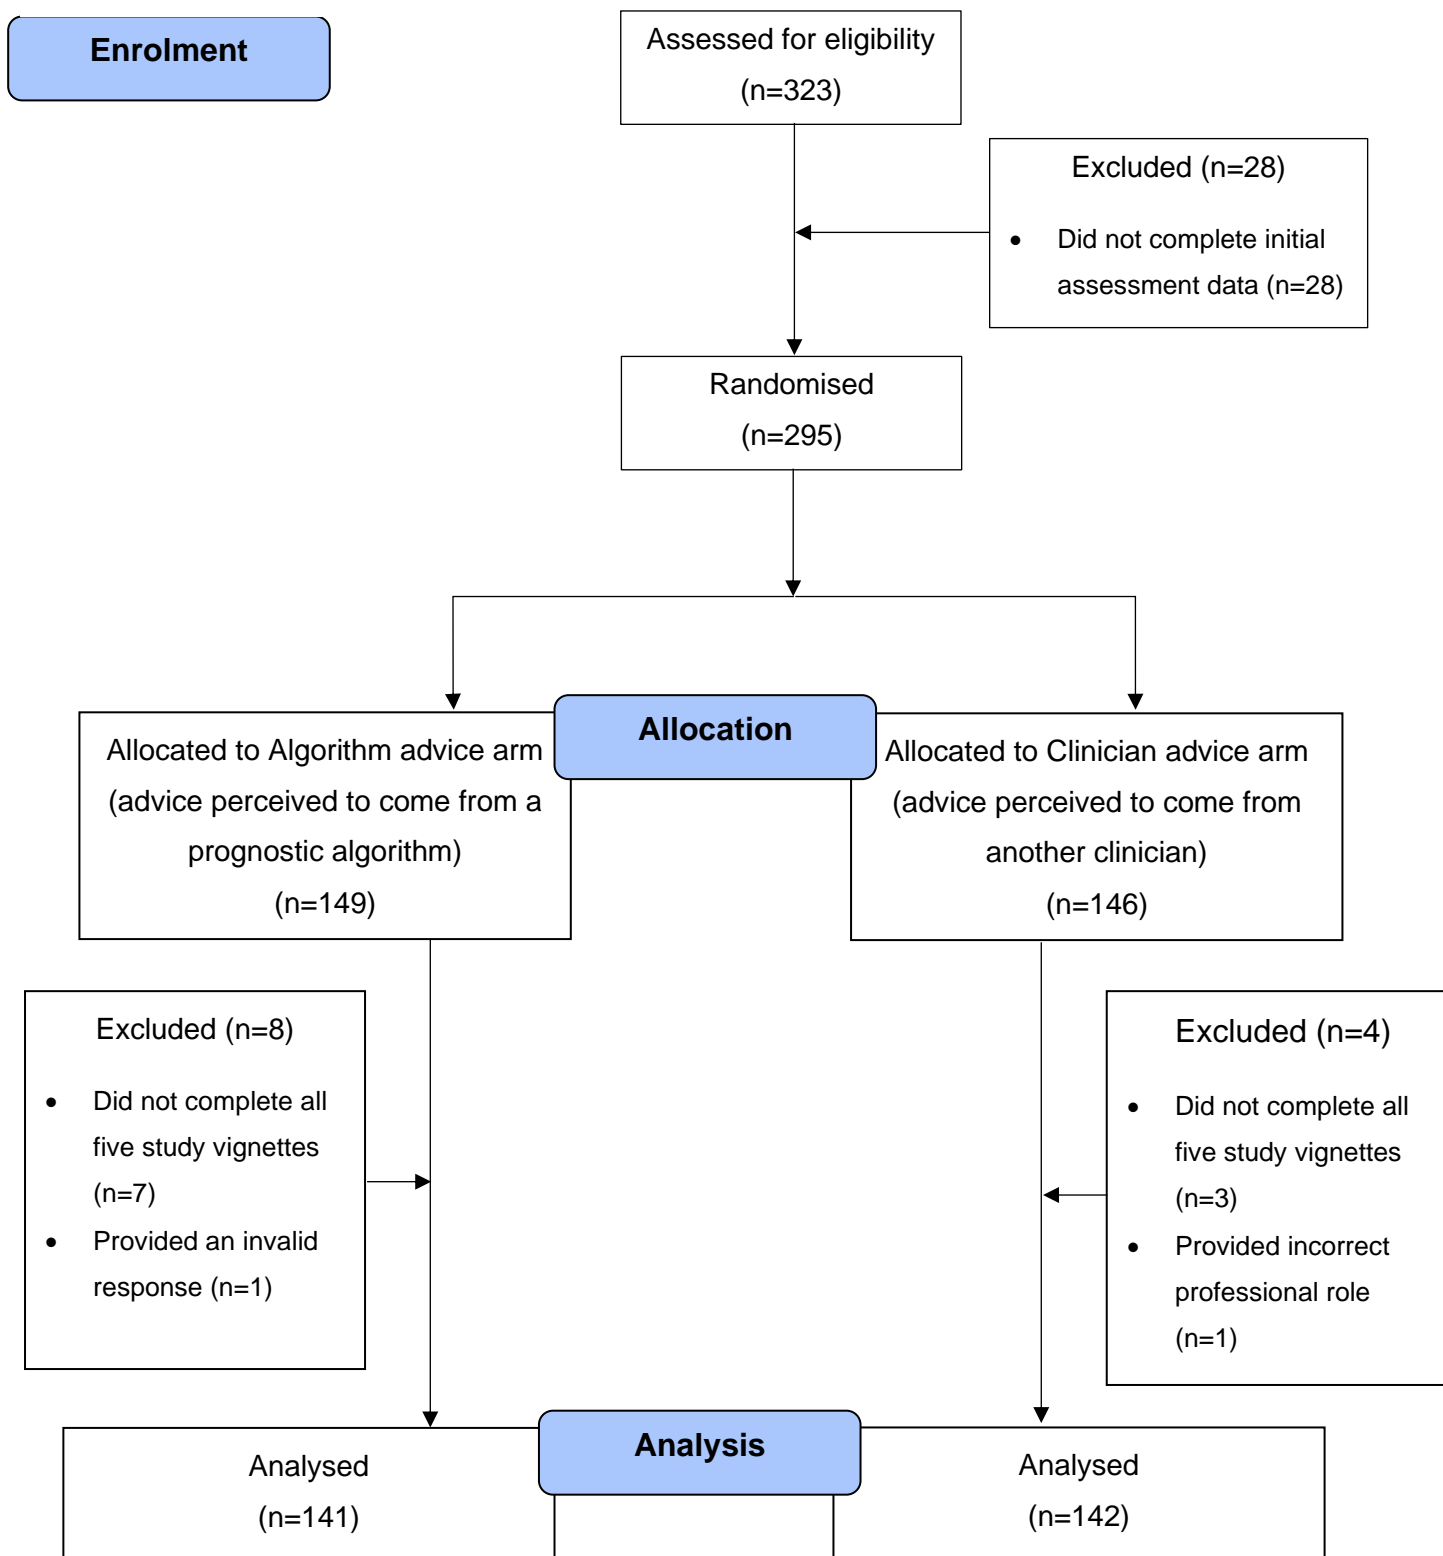 Enrolment
Assessed for eligibility
(n=323)
Excluded (n=28)
• Did not complete initial
assessment data (n=28)
Randomised
(n=295)
Allocation
Allocated to Algorithm advice arm
(advice perceived to come from a
prognostic algorithm)
(n=149)
Allocated to Clinician advice arm
(advice perceived to come from
another clinician)
(n=146)
Excluded (n=8)
• Did not complete all
five study vignettes
(n=7)
• Provided an invalid
response (n=1)
Excluded (n=4)
• Did not complete all
five study vignettes
(n=3)
• Provided incorrect
professional role
(n=1)
Analysis
Analysed
(n=141)
Analysed
(n=142)